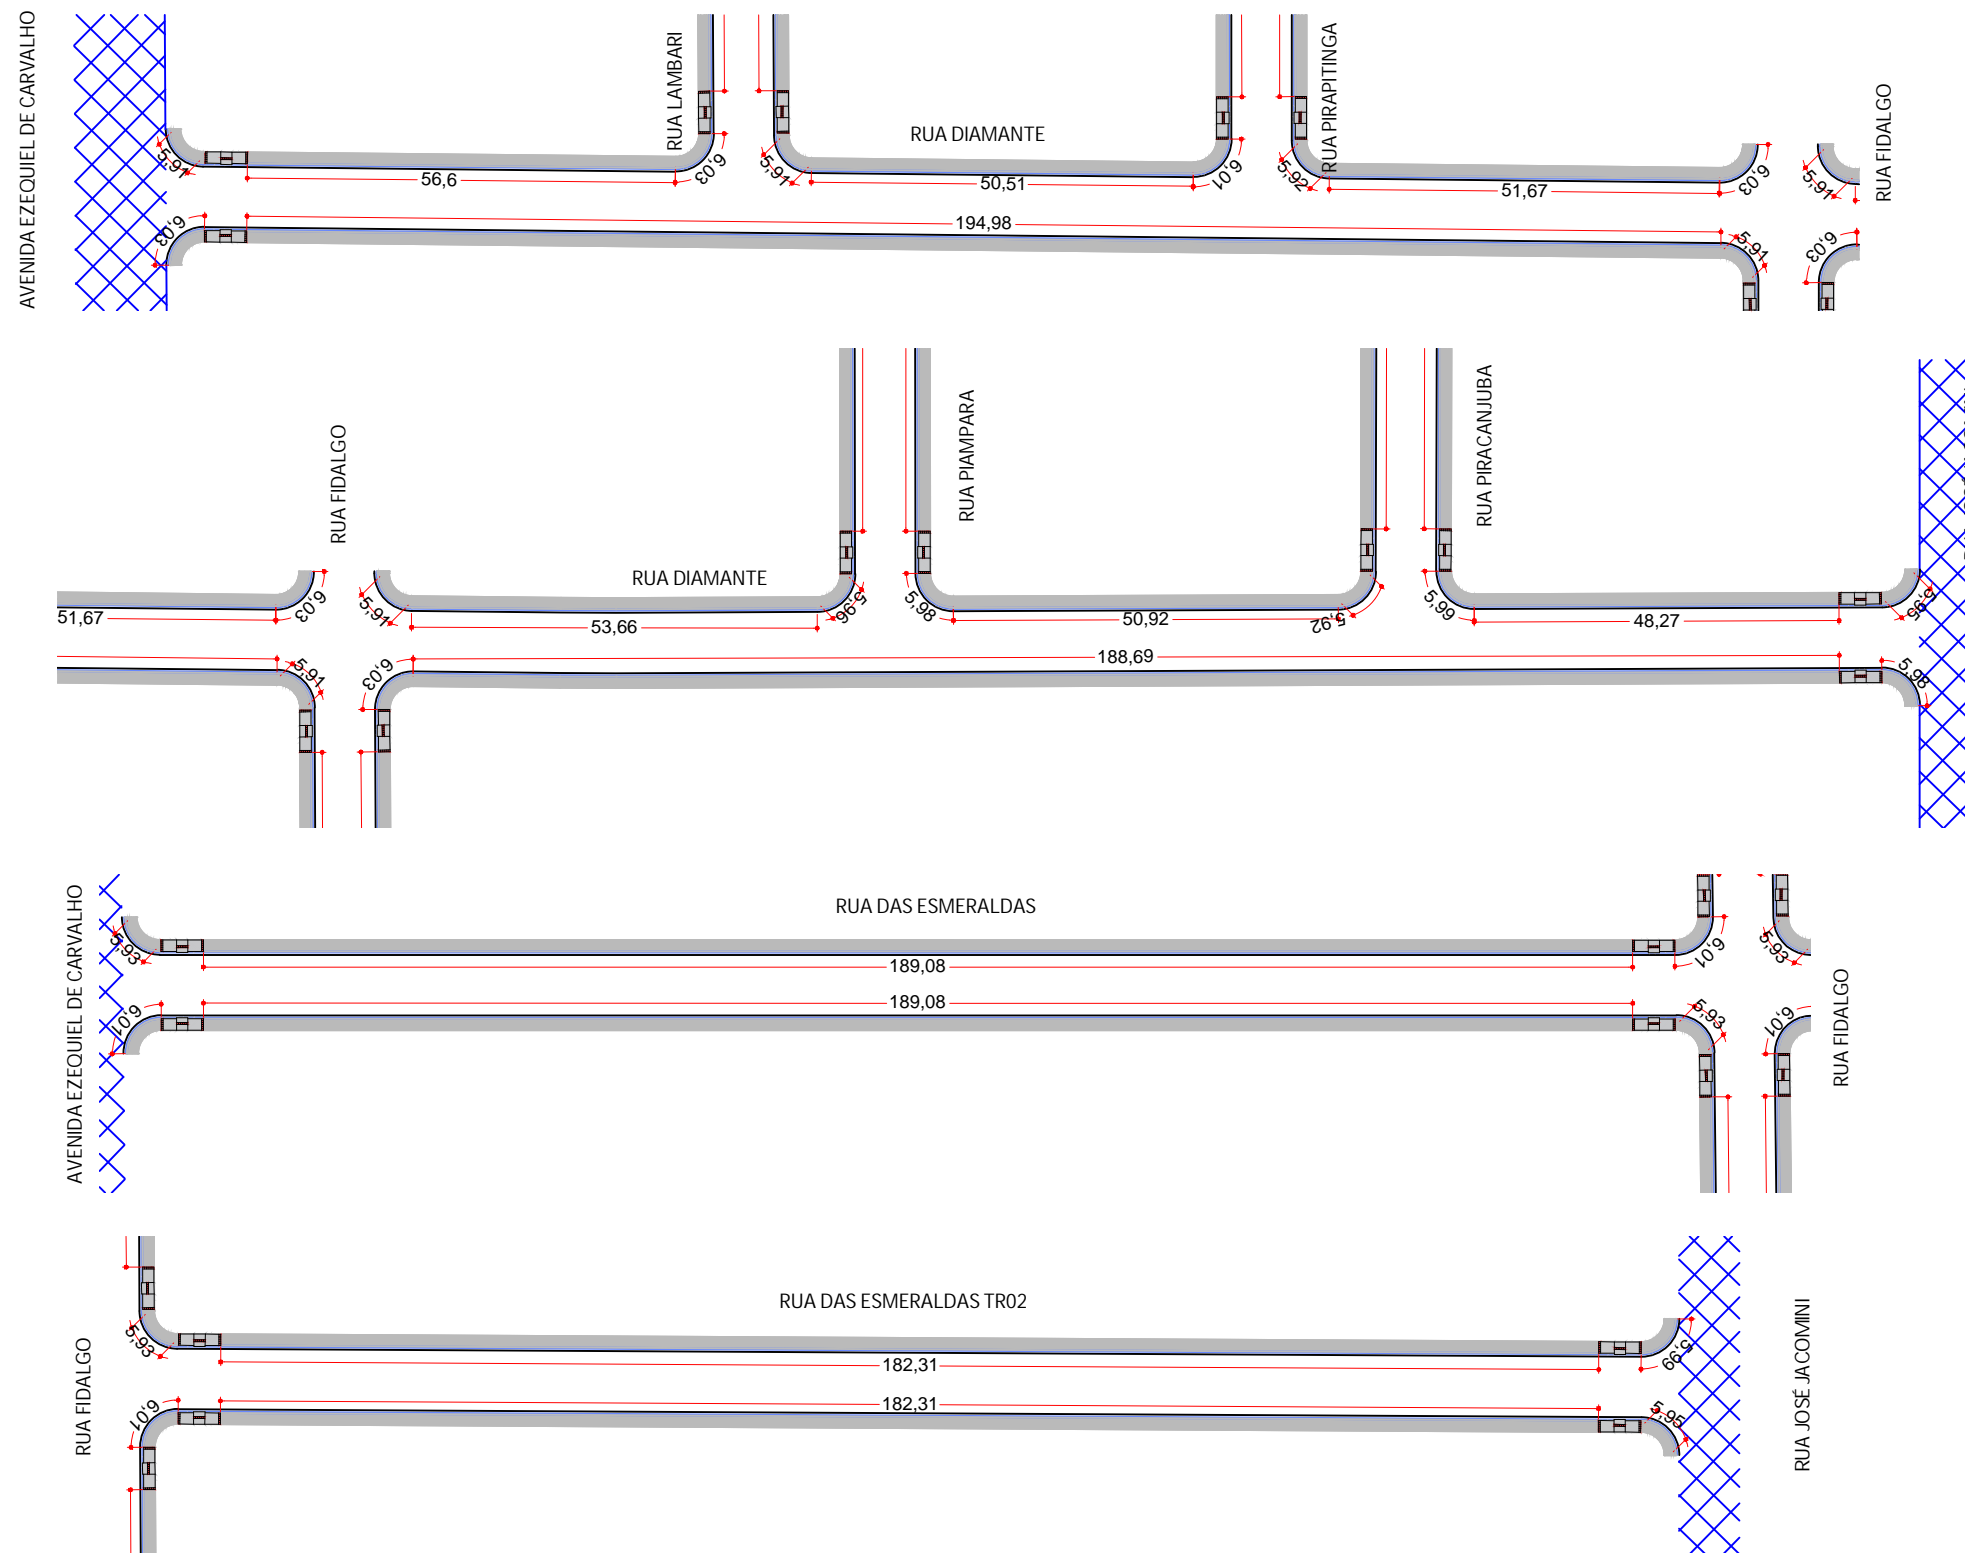 AVENIDA EZEQUIEL DE CARVALHO
RUA LAMBARI
RUA DIAMANTE
RUA PIRAPITINGA
RUA FIDALGO
5,91
56,6
6,03
5,91
50,51
6,01
5,92
51,67
6,03
5,91
6,03
194,98
5,91
6,03
RUA FIDALGO
RUA DIAMANTE
RUA PIAMPARA
RUA PIRACANJUBA
51,67
6,03
5,91
53,66
5,96
5,98
50,92
5,92
5,99
48,27
5,95
5,91
6,03
188,69
5,98
AVENIDA EZEQUIEL DE CARVALHO
RUA DAS ESMERALDAS
5,93
189,08
6,01
5,93
6,01
189,08
5,93
6,01
RUA FIDALGO
RUA DAS ESMERALDAS TR02
RUA FIDALGO
5,93
182,31
5,99
6,01
182,31
5,95
RUA JOSÉ JACOMINI